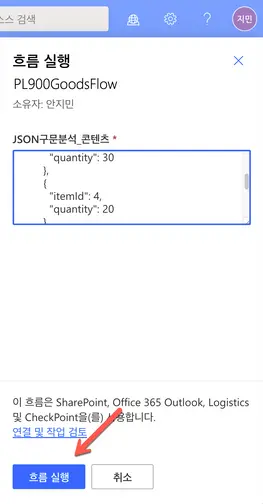 소스 검색
?
지민
흐름 실행
PL900GoodsFlow
소유자: 안지민
JSON구문분석_콘텐츠 *
"quantity": 30
},
{
"itemId": 4,
"quantity": 20
}
이 흐름은 SharePoint, Office 365 Outlook, Logistics
및 CheckPoint을(를) 사용합니다.
연결 및 작업 검토
흐름 실행
취소